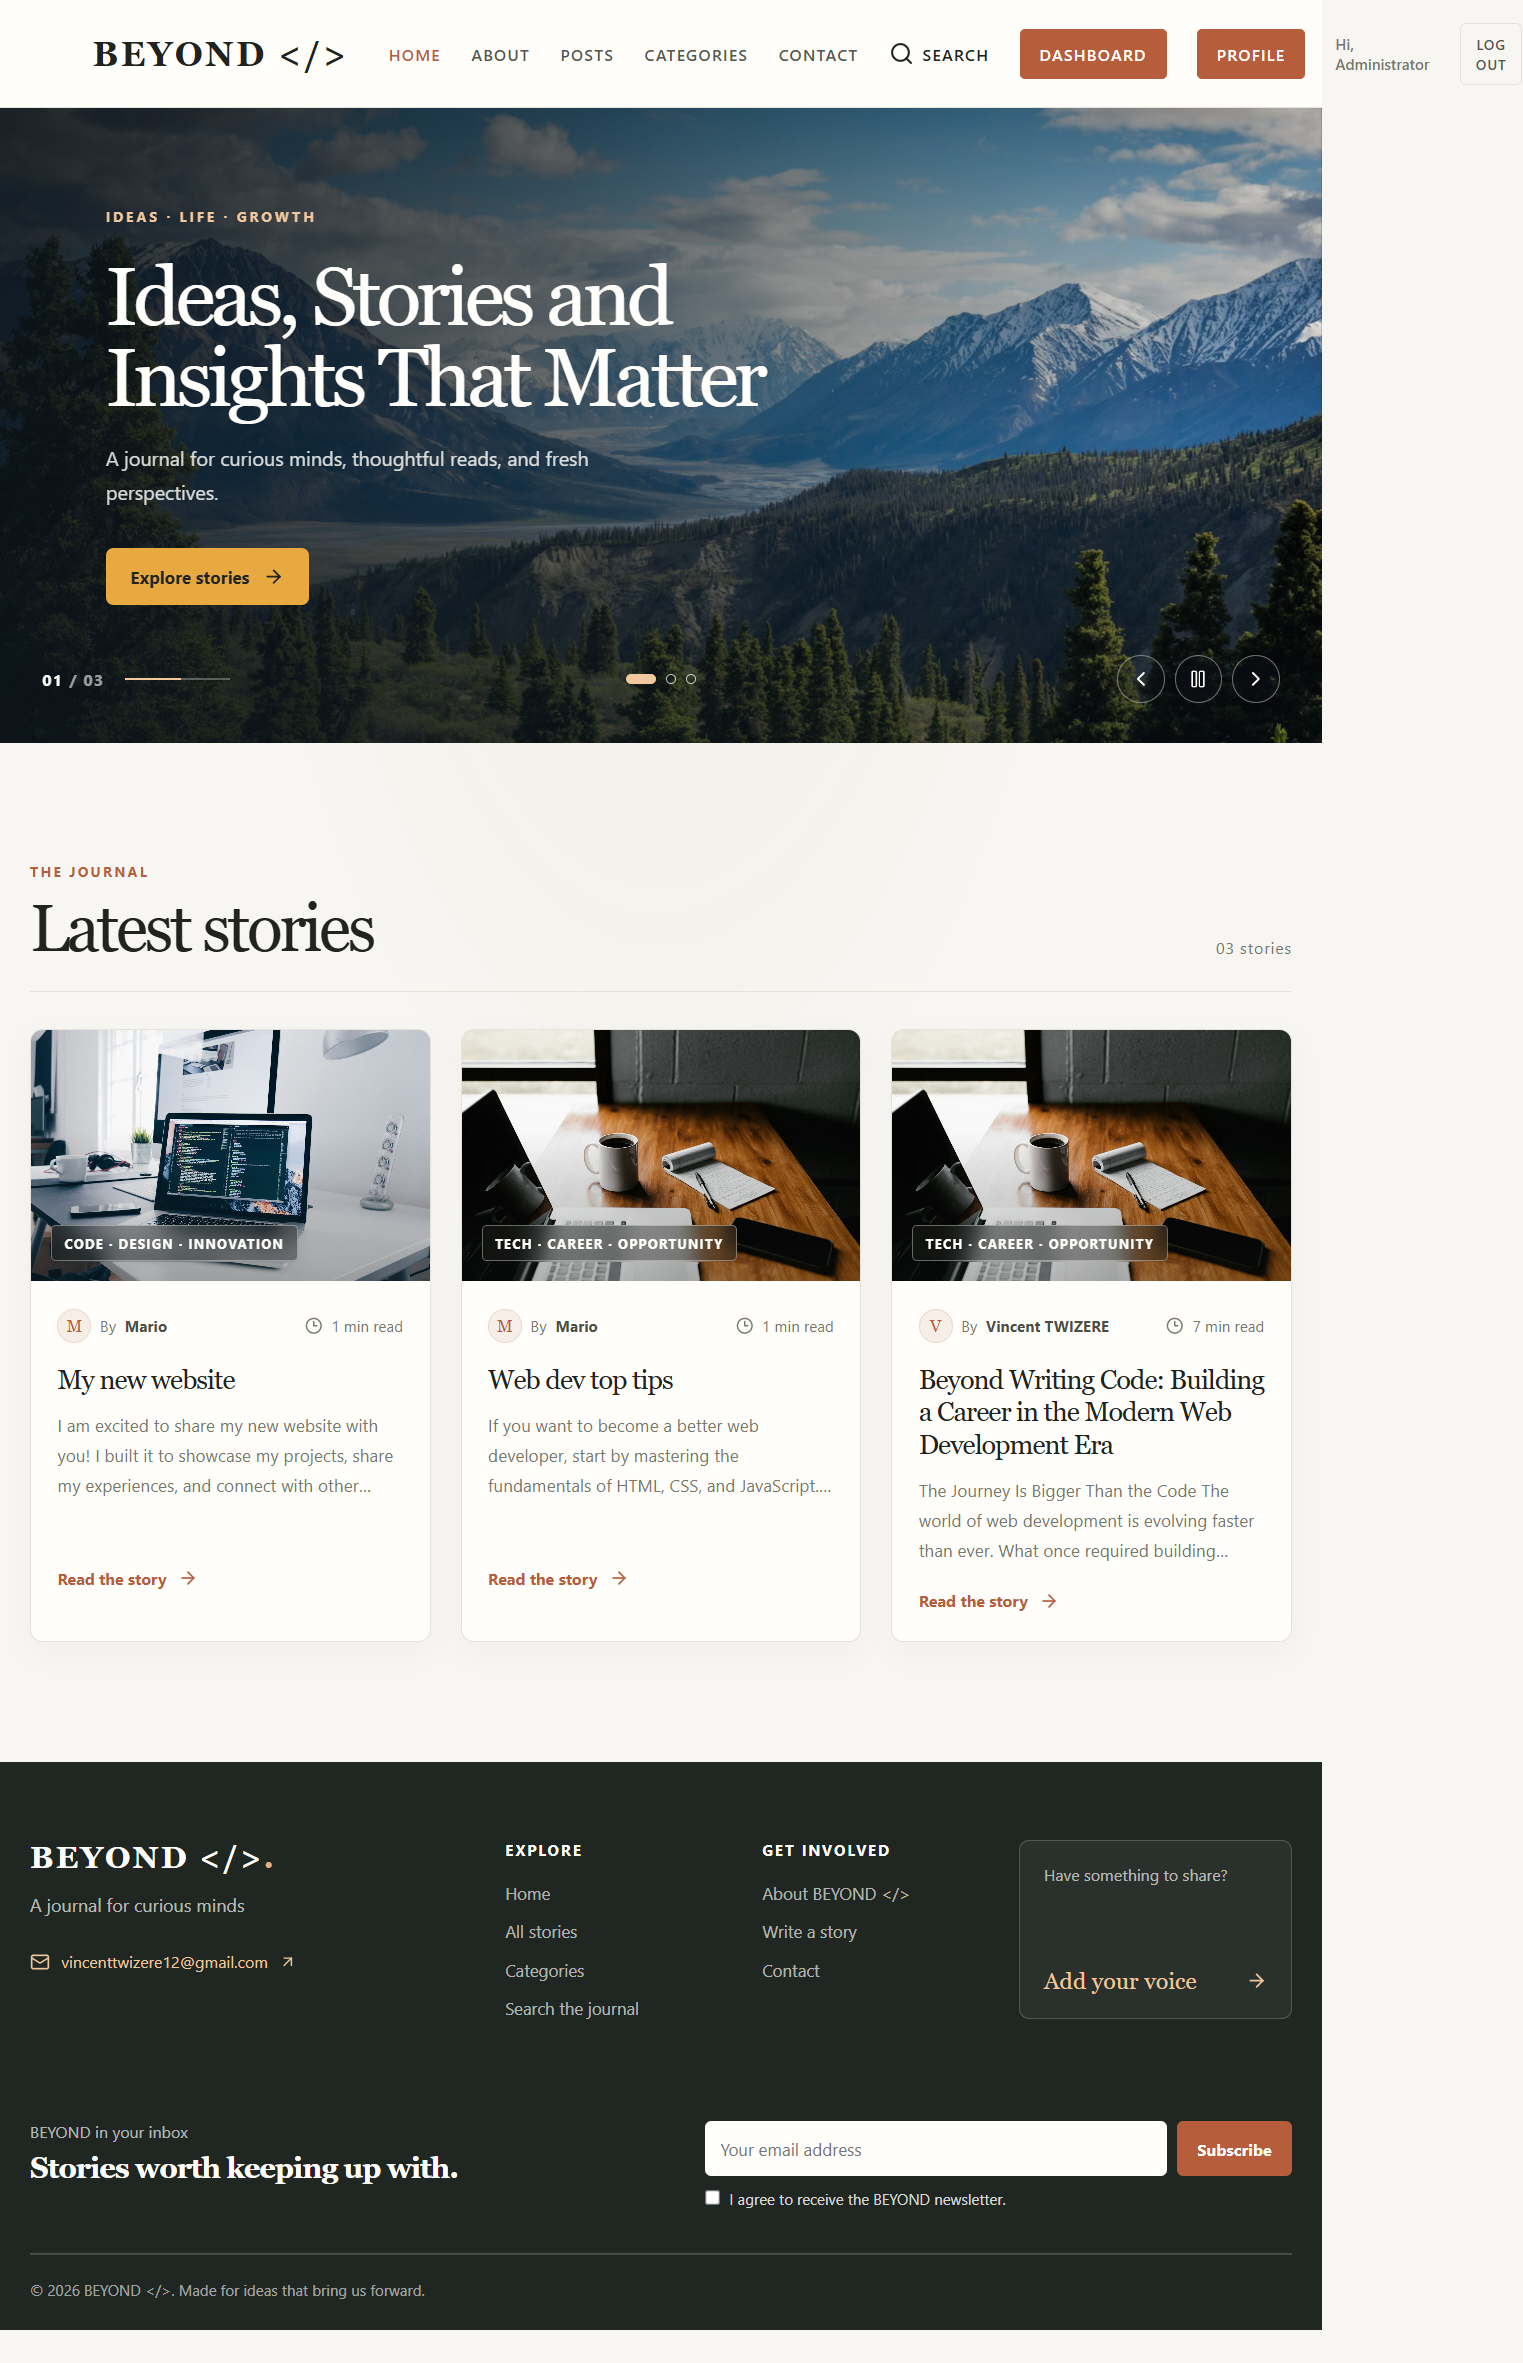 BEYOND </>
HOME ABOUT POSTS CATEGORIES CONTACT SEARCH DASHBOARD PROFILE
Hi,
Administrator
LOG
OUT
IDEAS · LIFE · GROWTH
Ideas, Stories and
Insights That Matter
A journal for curious minds, thoughtful reads, and fresh
perspectives.
Explore stories
01 / 03
THE JOURNAL
Latest stories
03 stories
CODE · DESIGN · INNOVATION
By Mario
1 min read
My new website
I am excited to share my new website with
you! I built it to showcase my projects, share
my experiences, and connect with other...
Read the story
TECH · CAREER · OPPORTUNITY
M By Mario
1 min read
Web dev top tips
If you want to become a better web
developer, start by mastering the
fundamentals of HTML, CSS, and JavaScript....
Read the story
TECH · CAREER · OPPORTUNITY
V By Vincent TWIZERE
7 min read
Beyond Writing Code: Building
a Career in the Modern Web
Development Era
The Journey Is Bigger Than the Code The
world of web development is evolving faster
than ever. What once required building...
Read the story
BEYOND </>.
A journal for curious minds
vincenttwizere12@gmail.com
EXPLORE
Home
All stories
Categories
Search the journal
GET INVOLVED
About BEYOND </>
Write a story
Contact
Have something to share?
Add your voice
BEYOND in your inbox
Stories worth keeping up with.
Your email address
Subscribe
I agree to receive the BEYOND newsletter.
© 2026 BEYOND </>. Made for ideas that bring us forward.